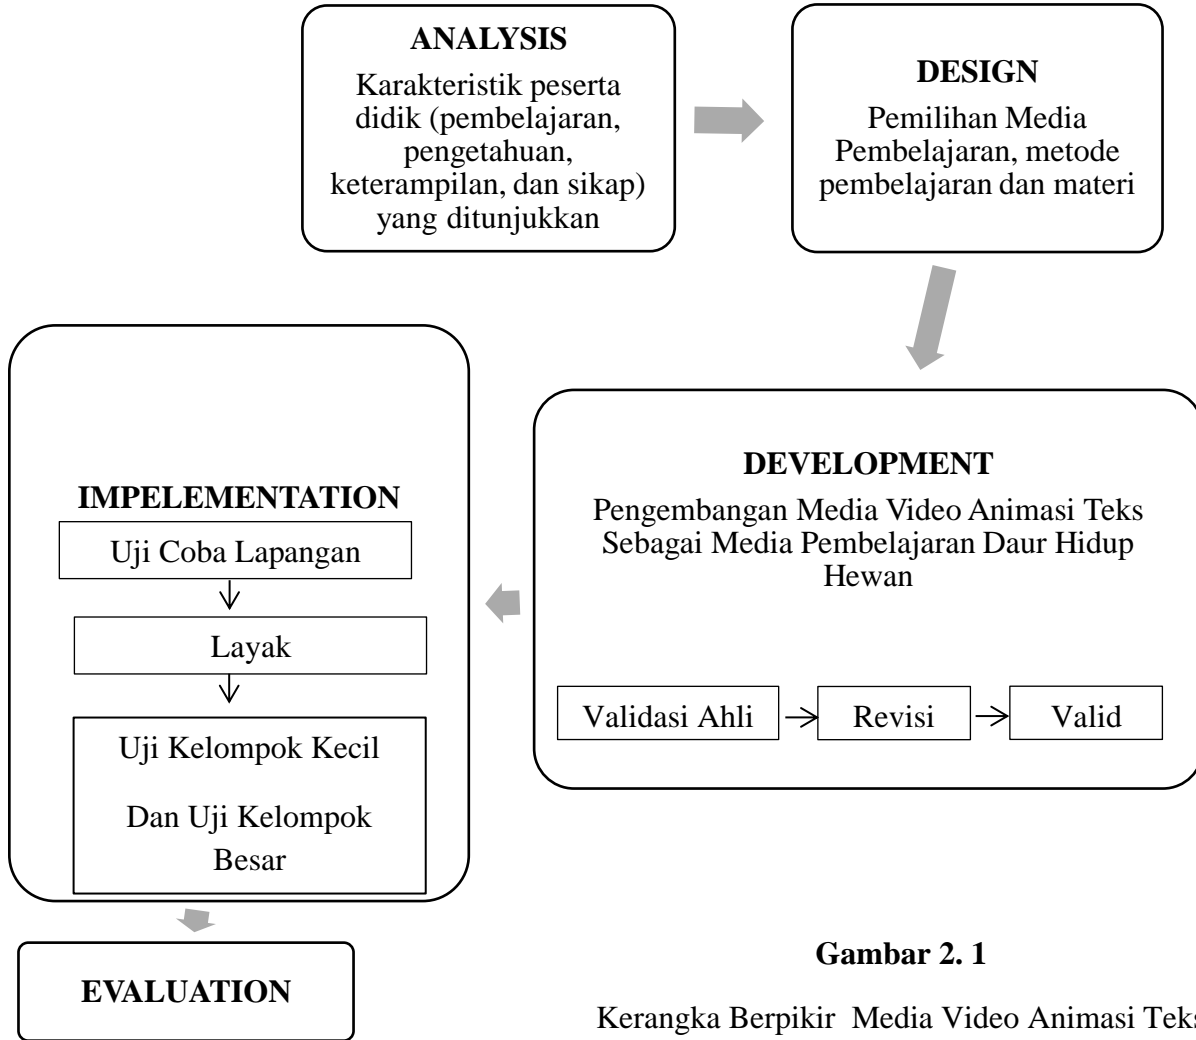 ANALYSIS
Karakteristik peserta
didik (pembelajaran,
pengetahuan,
keterampilan, dan sikap)
yang ditunjukkan
DESIGN
Pemilihan Media
Pembelajaran, metode
pembelajaran dan materi
DEVELOPMENT
Pengembangan Media Video Animasi Teks
Sebagai Media Pembelajaran Daur Hidup
Hewan
Validasi Ahli
Revisi
Valid
IMPELEMENTATION
Uji Coba Lapangan
Layak
Uji Kelompok Kecil
Dan Uji Kelompok
Besar
EVALUATION
Gambar 2. 1
Kerangka Berpikir Media Video Animasi Teks